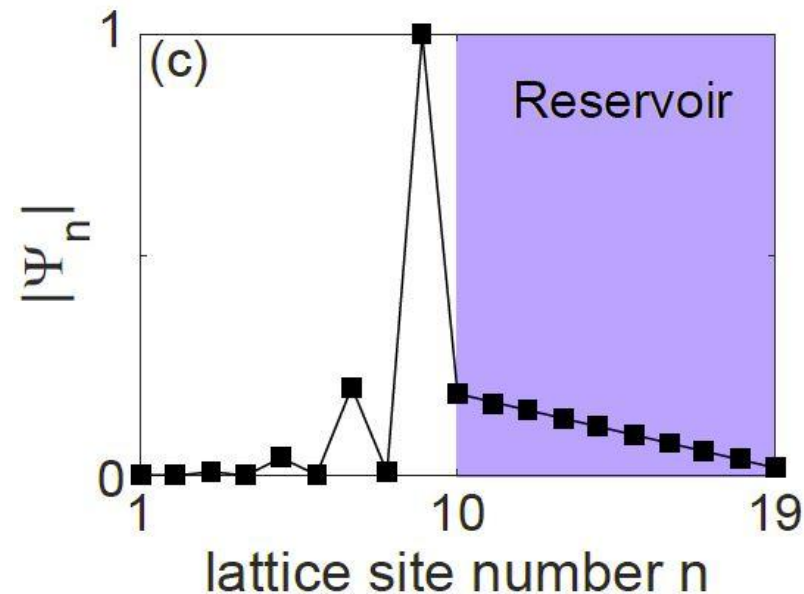 1
(c)
Reservoir
|Ψn|
0
1
10
19
lattice site number n